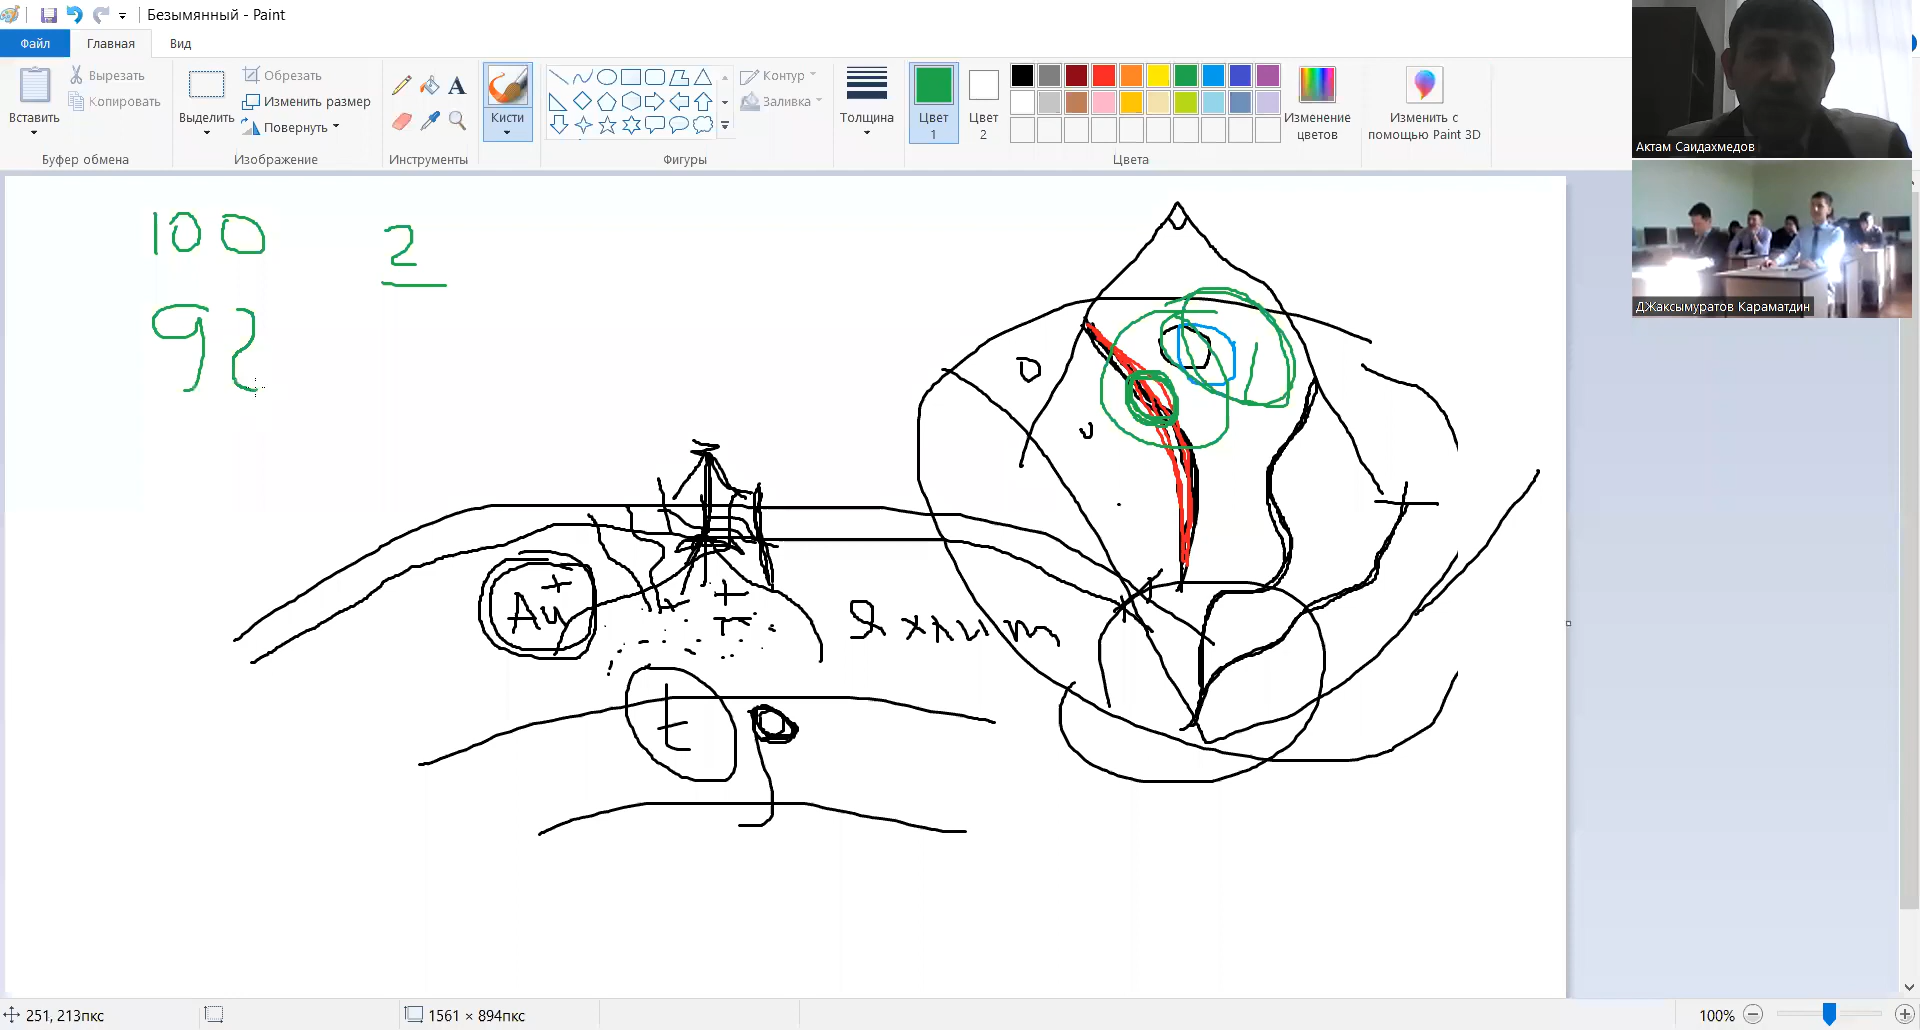 Безымянный - Paint
Файл
Главная
Вид
Вставить
Вырезать
Копировать
Буфер обмена
Выделить
Обрезать
Изменить размер
Повернуть
Изображение
A
Инструменты
Кисти
Контур
Заливка
Фигуры
Толщина
Цвет
1
Цвет
2
Изменение
цветов
Изменить с
помощью Paint 3D
Цвета
Актам Саидахмедов
ДЖаксымуратов Караматдин
100
2
92
Au
+
+
Яхлит
t
251, 213пкс
1561 × 894пкс
100%